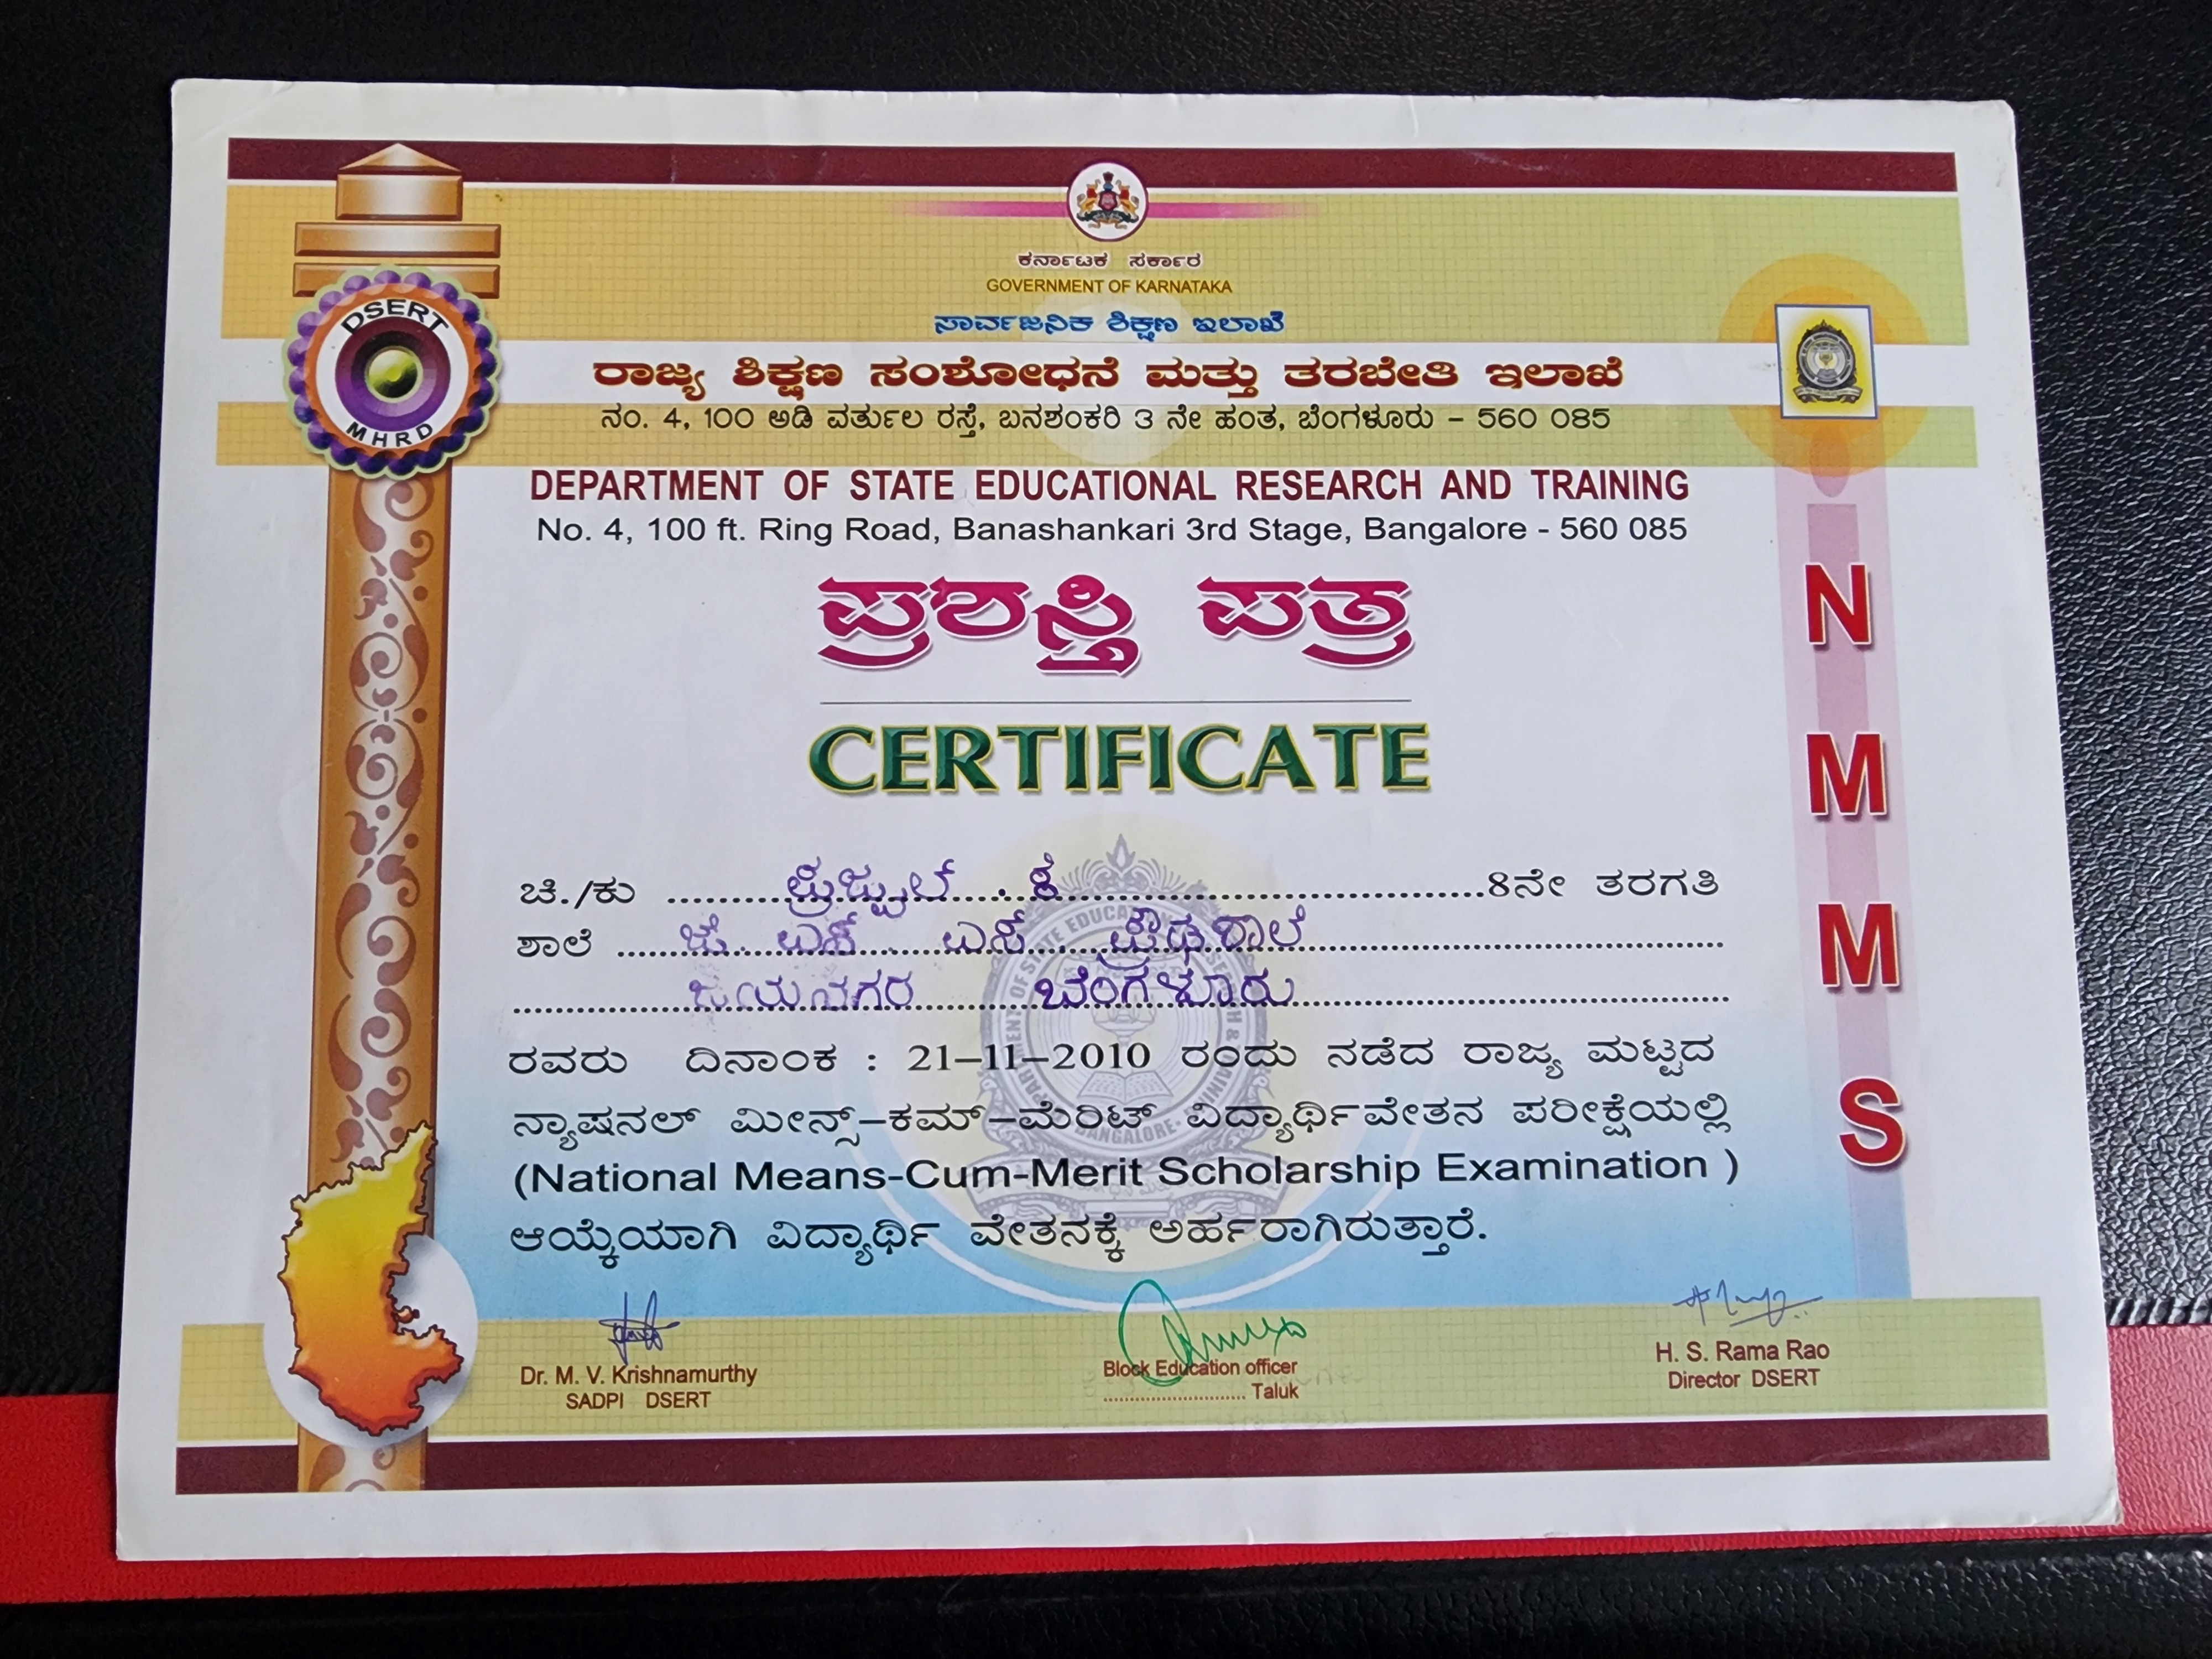 ಕರ್ನಾಟಕ ಸರ್ಕಾರ
GOVERNMENT OF KARNATAKA
ಸಾರ್ವಜನಿಕ ಶಿಕ್ಷಣ ಇಲಾಖೆ
ರಾಜ್ಯ ಶಿಕ್ಷಣ ಸಂಶೋಧನೆ ಮತ್ತು ತರಬೇತಿ ಇಲಾಖೆ
ನಂ. 4, 100 ಅಡಿ ವರ್ತುಲ ರಸ್ತೆ, ಬನಶಂಕರಿ 3 ನೇ ಹಂತ, ಬೆಂಗಳೂರು - 560 085
DEPARTMENT OF STATE EDUCATIONAL RESEARCH AND TRAINING
No. 4, 100 ft. Ring Road, Banashankari 3rd Stage, Bangalore - 560 085
DSERT
MHRD
ಪ್ರಶಸ್ತಿ ಪತ್ರ
CERTIFICATE
N
M
M
S
ಚಿ./ಕು ಕೆ 8ನೇ ತರಗತಿ
ಶಾಲೆ ಪ್ರೌಢಶಾಲೆ
ಜಯನಗರ ಬೆಂಗಳೂರು
ರವರು ದಿನಾಂಕ : 21-11-2010 ರಂದು ನಡೆದ ರಾಜ್ಯ ಮಟ್ಟದ
ನ್ಯಾಷನಲ್ ಮೀನ್ಸ್-ಕಮ್-ಮೆರಿಟ್ ವಿದ್ಯಾರ್ಥಿವೇತನ ಪರೀಕ್ಷೆಯಲ್ಲಿ
(National Means-Cum-Merit Scholarship Examination )
ಆಯ್ಕೆಯಾಗಿ ವಿದ್ಯಾರ್ಥಿ ವೇತನಕ್ಕೆ ಅರ್ಹರಾಗಿರುತ್ತಾರೆ.
Dr. M. V. Krishnamurthy
SADPI DSERT
Block Education officer
Taluk
H. S. Rama Rao
Director DSERT